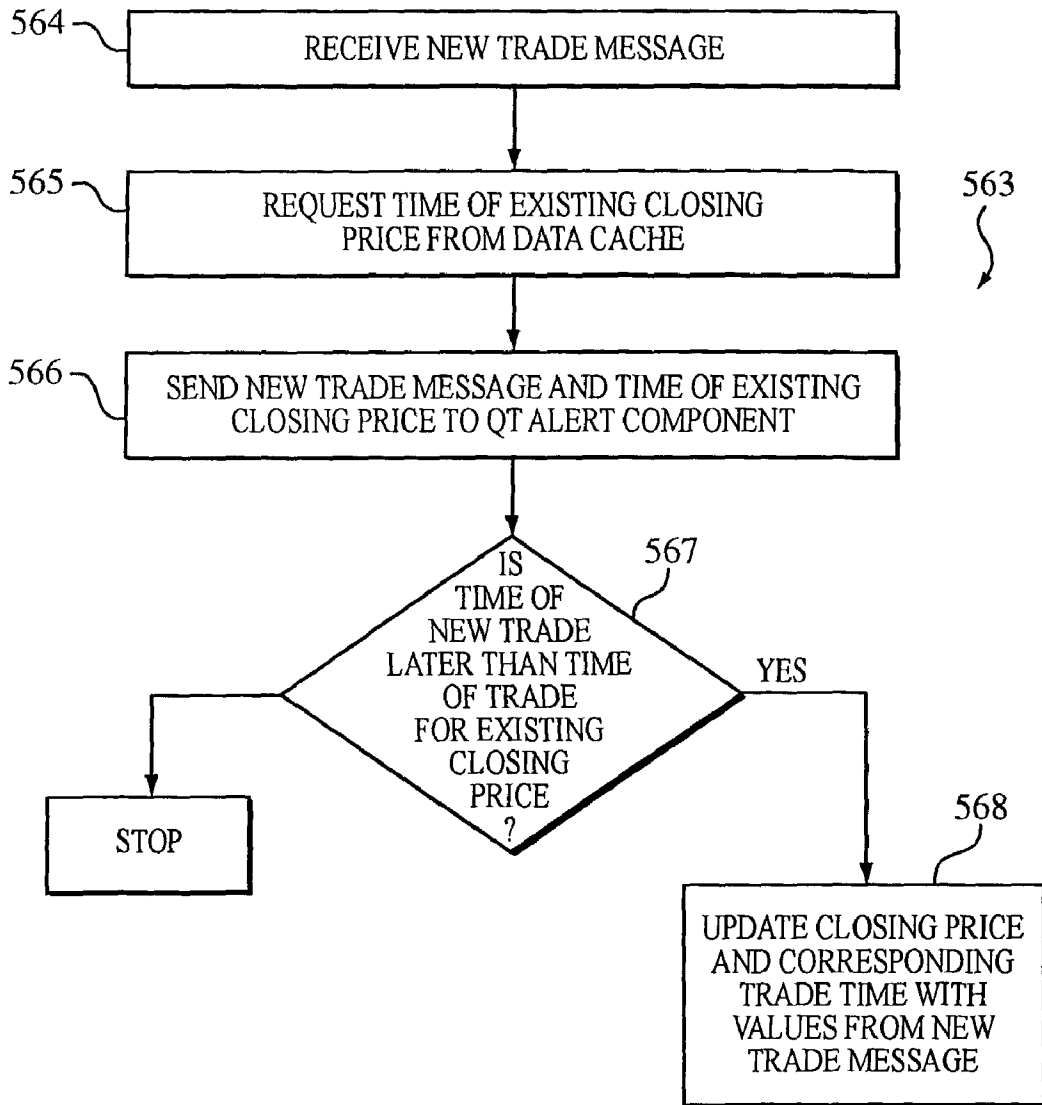 564
RECEIVE NEW TRADE MESSAGE
565
REQUEST TIME OF EXISTING CLOSING
PRICE FROM DATA CACHE
563
566
SEND NEW TRADE MESSAGE AND TIME OF EXISTING
CLOSING PRICE TO QT ALERT COMPONENT
567
IS
TIME OF
NEW TRADE
LATER THAN TIME
OF TRADE
FOR EXISTING
CLOSING
PRICE
?
YES
STOP
568
UPDATE CLOSING PRICE
AND CORRESPONDING
TRADE TIME WITH
VALUES FROM NEW
TRADE MESSAGE